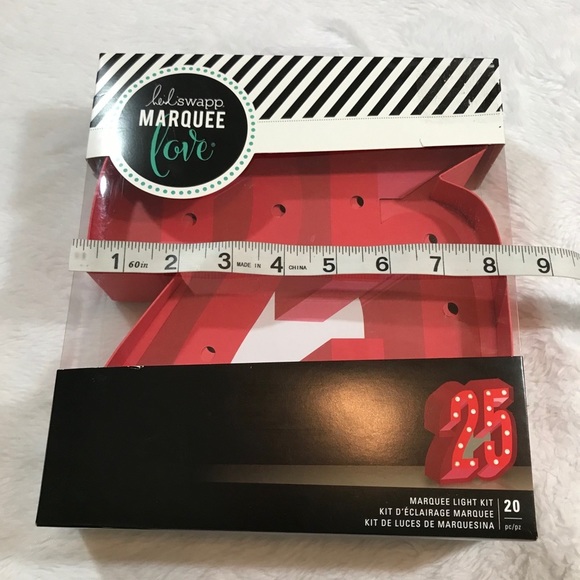 heidi swapp.
MARQUEE
love®
1 60in 2 3 MADE IN 4 CHINA 5 6 7 8 9
25
MARQUEE LIGHT KIT
KIT D'ÉCLAIRAGE MARQUEE
KIT DE LUCES DE MARQUESINA
20
pc/pz